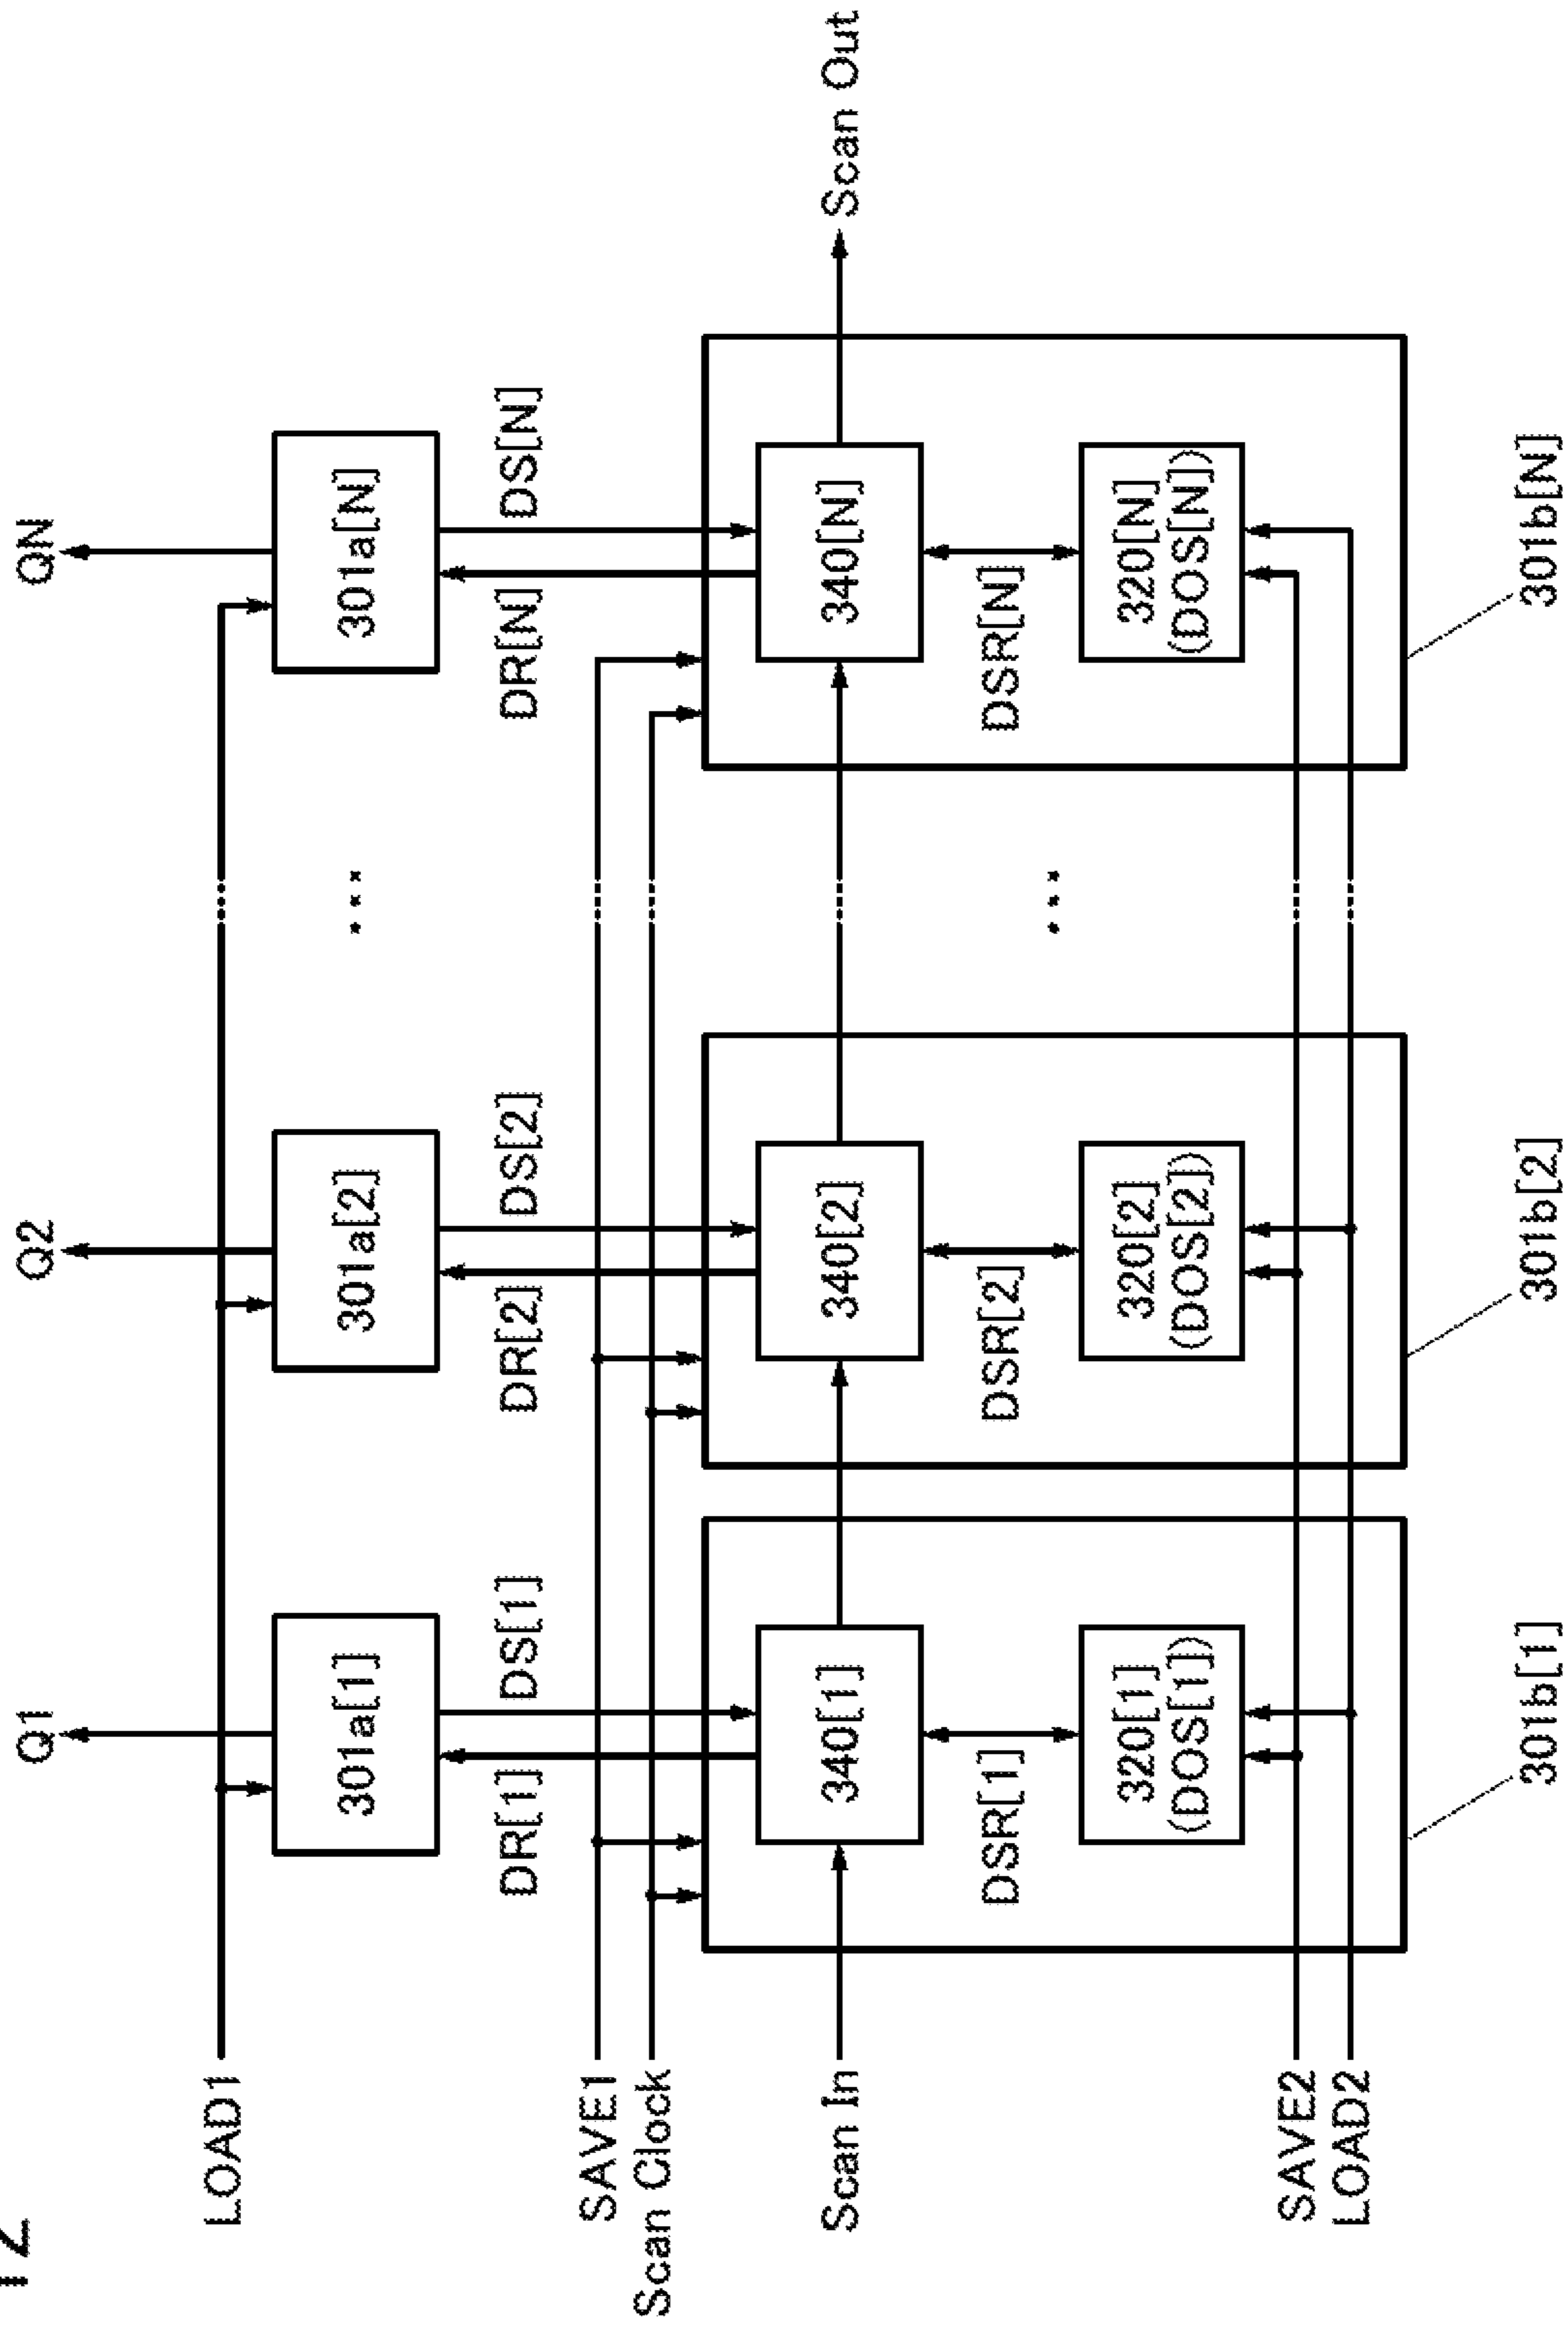 12
Q1
Q2
QN
LOAD1
301a[1]
301a[2]
...
301a[N]
DR[1]
DS[1]
DR[2]
DS[2]
DR[N]
DS[N]
SAVE1
Scan Clock
Scan In
340[1]
340[2]
340[N]
Scan Out
DSR[1]
DSR[2]
...
DSR[N]
320[1]
(DOS[1])
320[2]
(DOS[2])
320[N]
(DOS[N])
SAVE2
LOAD2
301b[1]
301b[2]
301b[N]